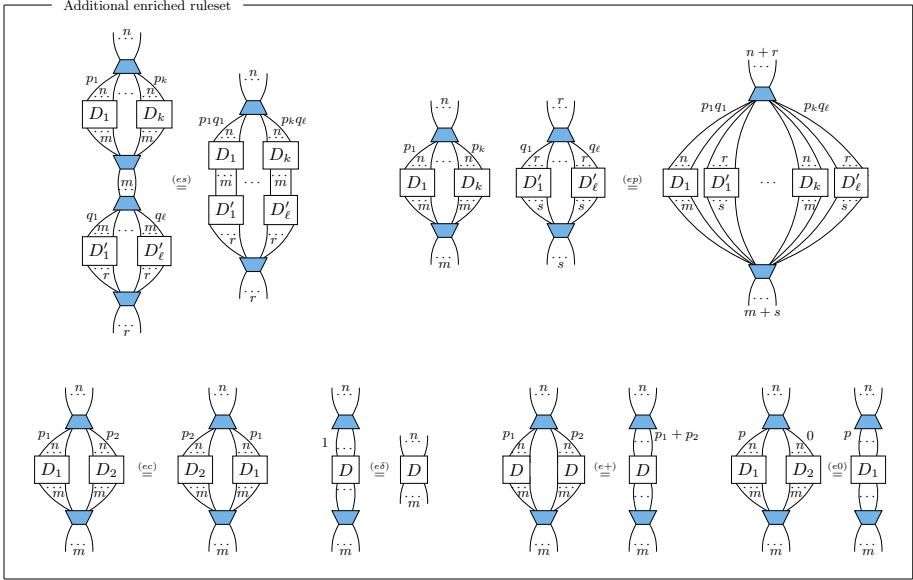 Additional enriched ruleset
n
p₁ n ⋯ n pₖ
D₁ Dₖ
m m
m
q₁ m ⋯ m qℓ
D′₁ D′ℓ
r r
r
(es)
=
n
p₁q₁ n n pₖqℓ
D₁ Dₖ
m ⋯ m
D′₁ D′ℓ
r r
r
n
p₁ n ⋯ n pₖ
D₁ Dₖ
m m
m
r
q₁ r ⋯ r qℓ
D′₁ D′ℓ
s s
s
(ep)
=
n + r
⋯
p₁q₁ pₖqℓ
n r n r
D₁ D′₁ ⋯ Dₖ D′ℓ
m s m s
⋯
m + s
n
p₁ n n p₂
D₁ D₂
m m
m
(ec)
=
n
p₂ n n p₁
D₂ D₁
m m
m
n
1 ⋯
D
⋯
m
(eδ)
=
n
D
m
n
p₁ n n p₂
D D
m m
m
(e+)
=
n
⋯ p₁ + p₂
D
⋯
m
n
p n n 0
D₁ D₂
m m
m
(e0)
=
n
p ⋯
D₁
⋯
m